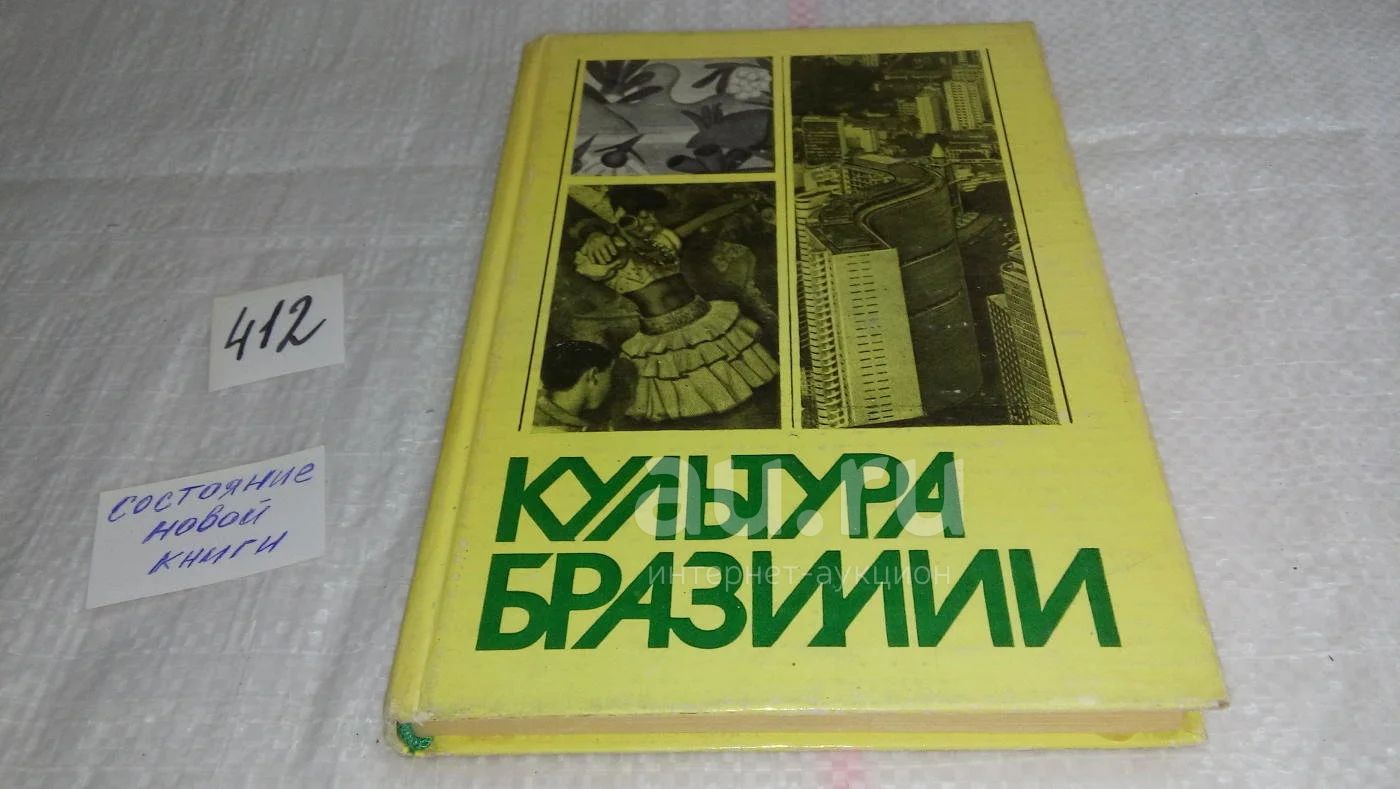 412
состояние
новой
книги
КУЛЬТУРА
БРАЗИЛИИ
au.ru
интернет-аукцион